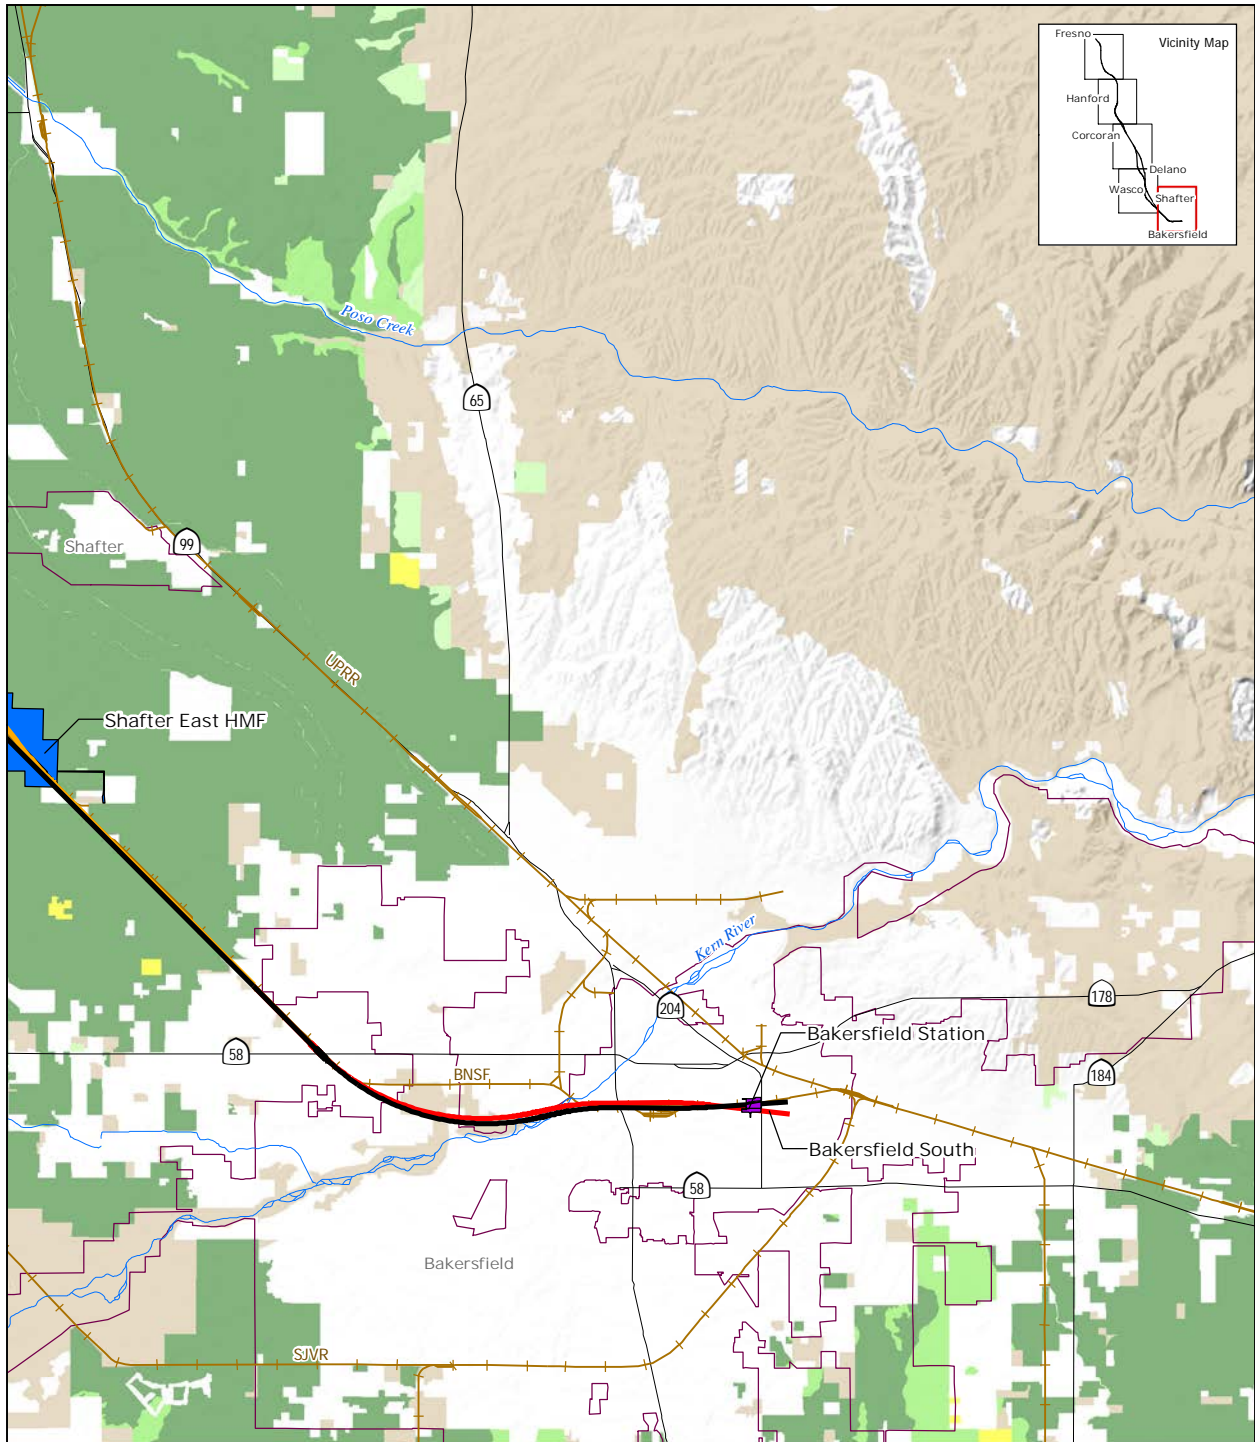 Fresno
Vicinity Map
Hanford
Corcoran
Delano
Wasco
Shafter
Bakersfield
Poso Creek
65
99
Shafter
UPRR
Shafter East HMF
Kern River
204
178
Bakersfield Station
58
BNSF
184
Bakersfield South
58
Bakersfield
SJVR